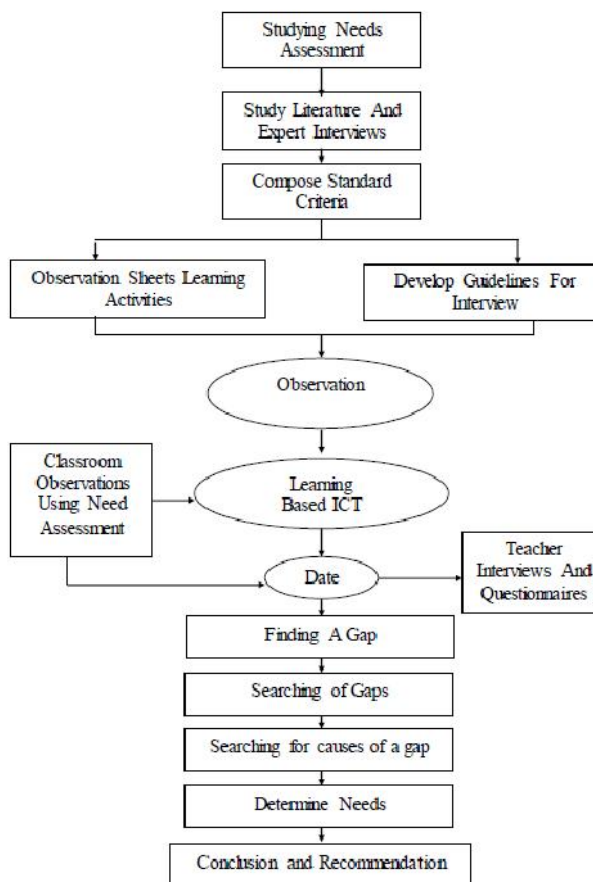 Studying Needs
Assessment
Study Literature And
Expert Interviews
Compose Standard
Criteria
Observation Sheets Learning
Activities
Develop Guidelines For
Interview
Observation
Classroom
Observations
Using Need
Assessment
Learning
Based ICT
Date
Teacher
Interviews And
Questionnaires
Finding A Gap
Searching of Gaps
Searching for causes of a gap
Determine Needs
Conclusion and Recommendation